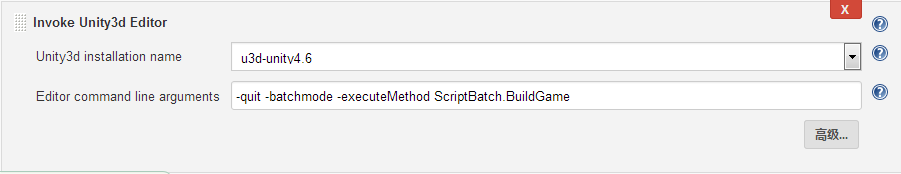 Invoke Unity3d Editor
X
Unity3d installation name
u3d-unity4.6
Editor command line arguments
-quit -batchmode -executeMethod ScriptBatch.BuildGame
高级...